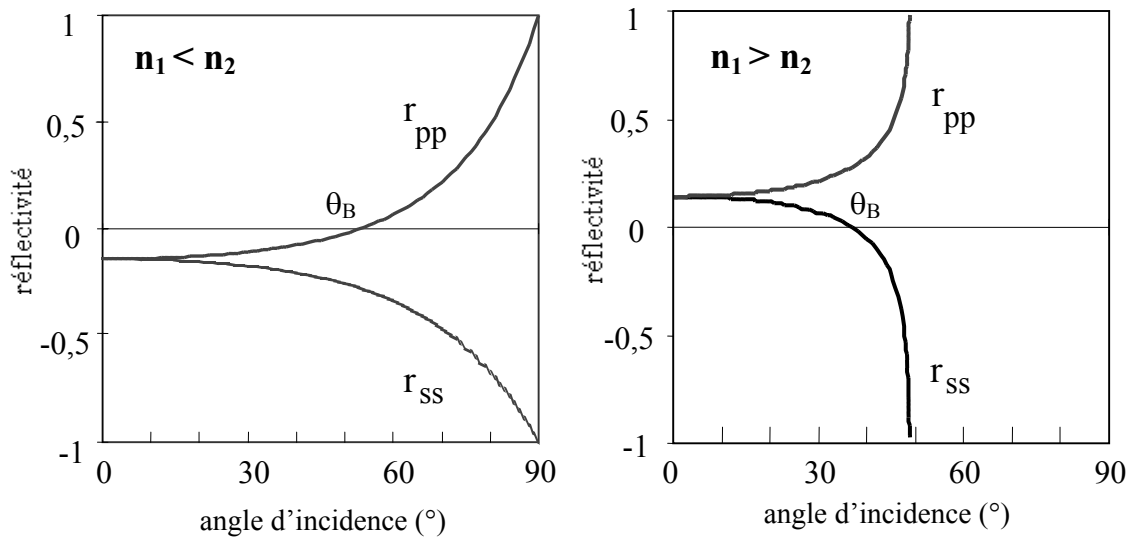 n₁ < n₂
réflectivité
1
0,5
0
-0,5
-1
r_pp
θ_B
r_ss
0 30 60 90
angle d’incidence (°)
n₁ > n₂
réflectivité
1
0,5
0
-0,5
-1
r_pp
θ_B
r_ss
0 30 60 90
angle d’incidence (°)